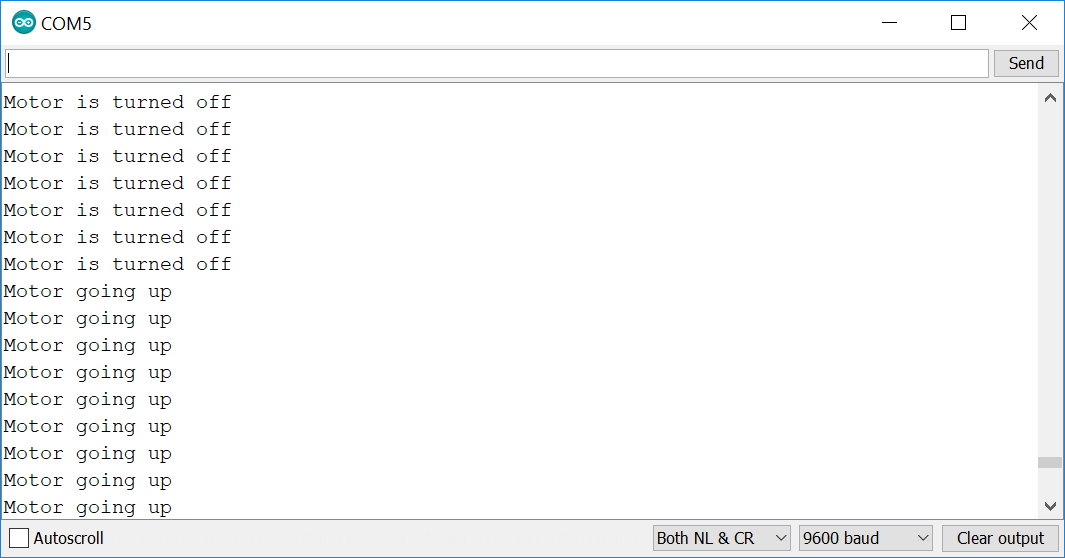 COM5
Send
Motor is turned off
Motor is turned off
Motor is turned off
Motor is turned off
Motor is turned off
Motor is turned off
Motor is turned off
Motor going up
Motor going up
Motor going up
Motor going up
Motor going up
Motor going up
Motor going up
Motor going up
Motor going up
Autoscroll
Both NL & CR
9600 baud
Clear output